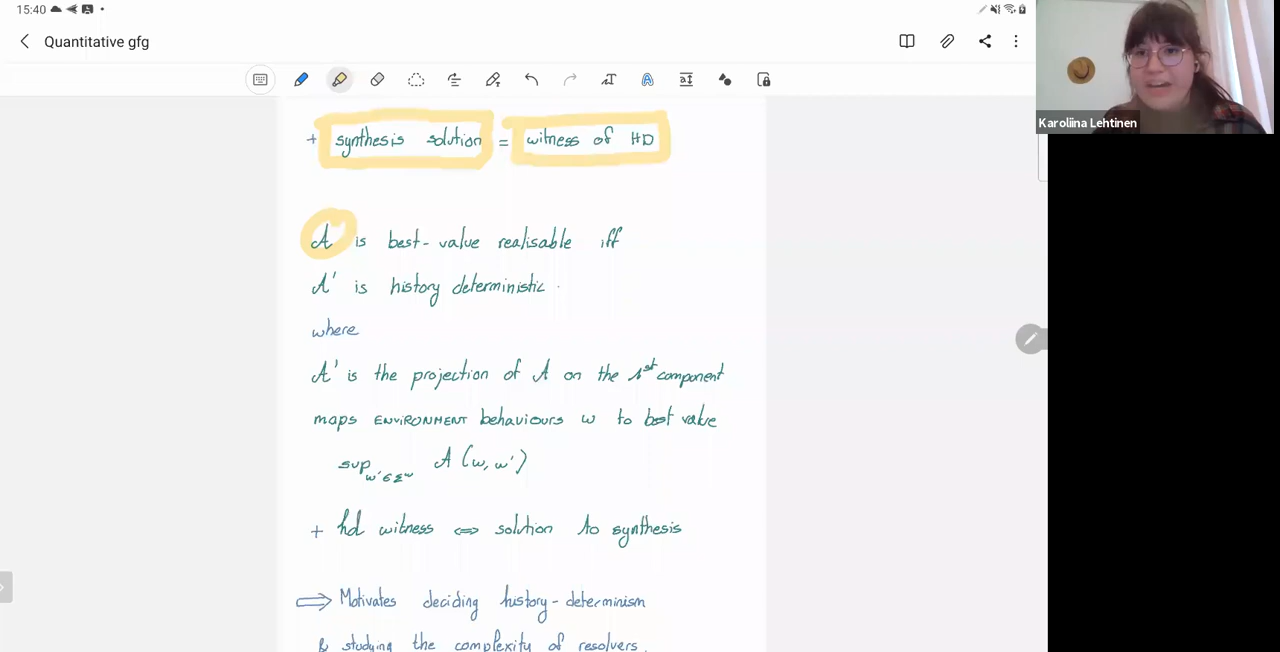 15:40
Quantitative gfg
Karoliina Lehtinen
+ synthesis solution = witness of HD
A is best-value realisable iff
A' is history deterministic.
where
A' is the projection of A on the 1st component
maps ENVIRONMENT behaviours w to best value
sup w'∈Σω A (w, w')
+ hd witness ⇔ solution to synthesis
⇒ Motivates deciding history-determinism
& studying the complexity of resolvers.